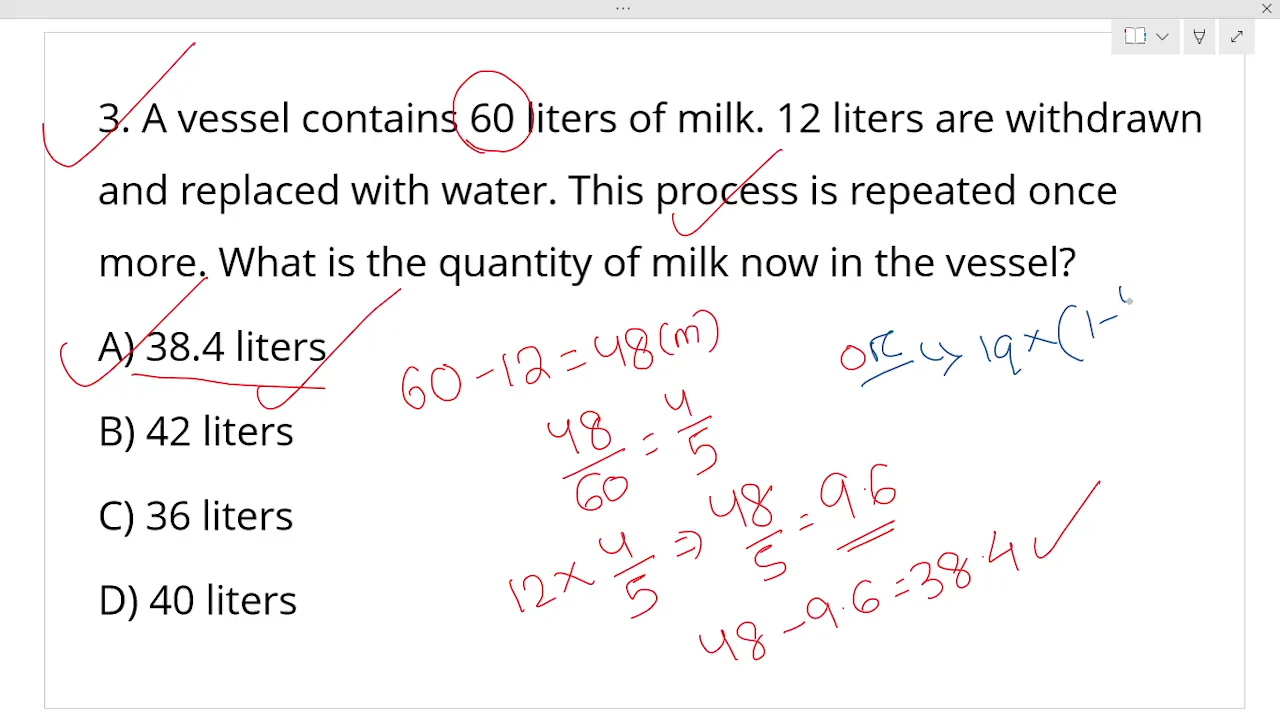 3. A vessel contains 60 liters of milk. 12 liters are withdrawn
and replaced with water. This process is repeated once
more. What is the quantity of milk now in the vessel?
A) 38.4 liters
B) 42 liters
C) 36 liters
D) 40 liters
60 - 12 = 48 (m)
48/60 = 4/5
12 × 4/5 ⇒ 48/5 = 9.6
48 - 9.6 = 38.4
OR ↪ 19 × (1 -